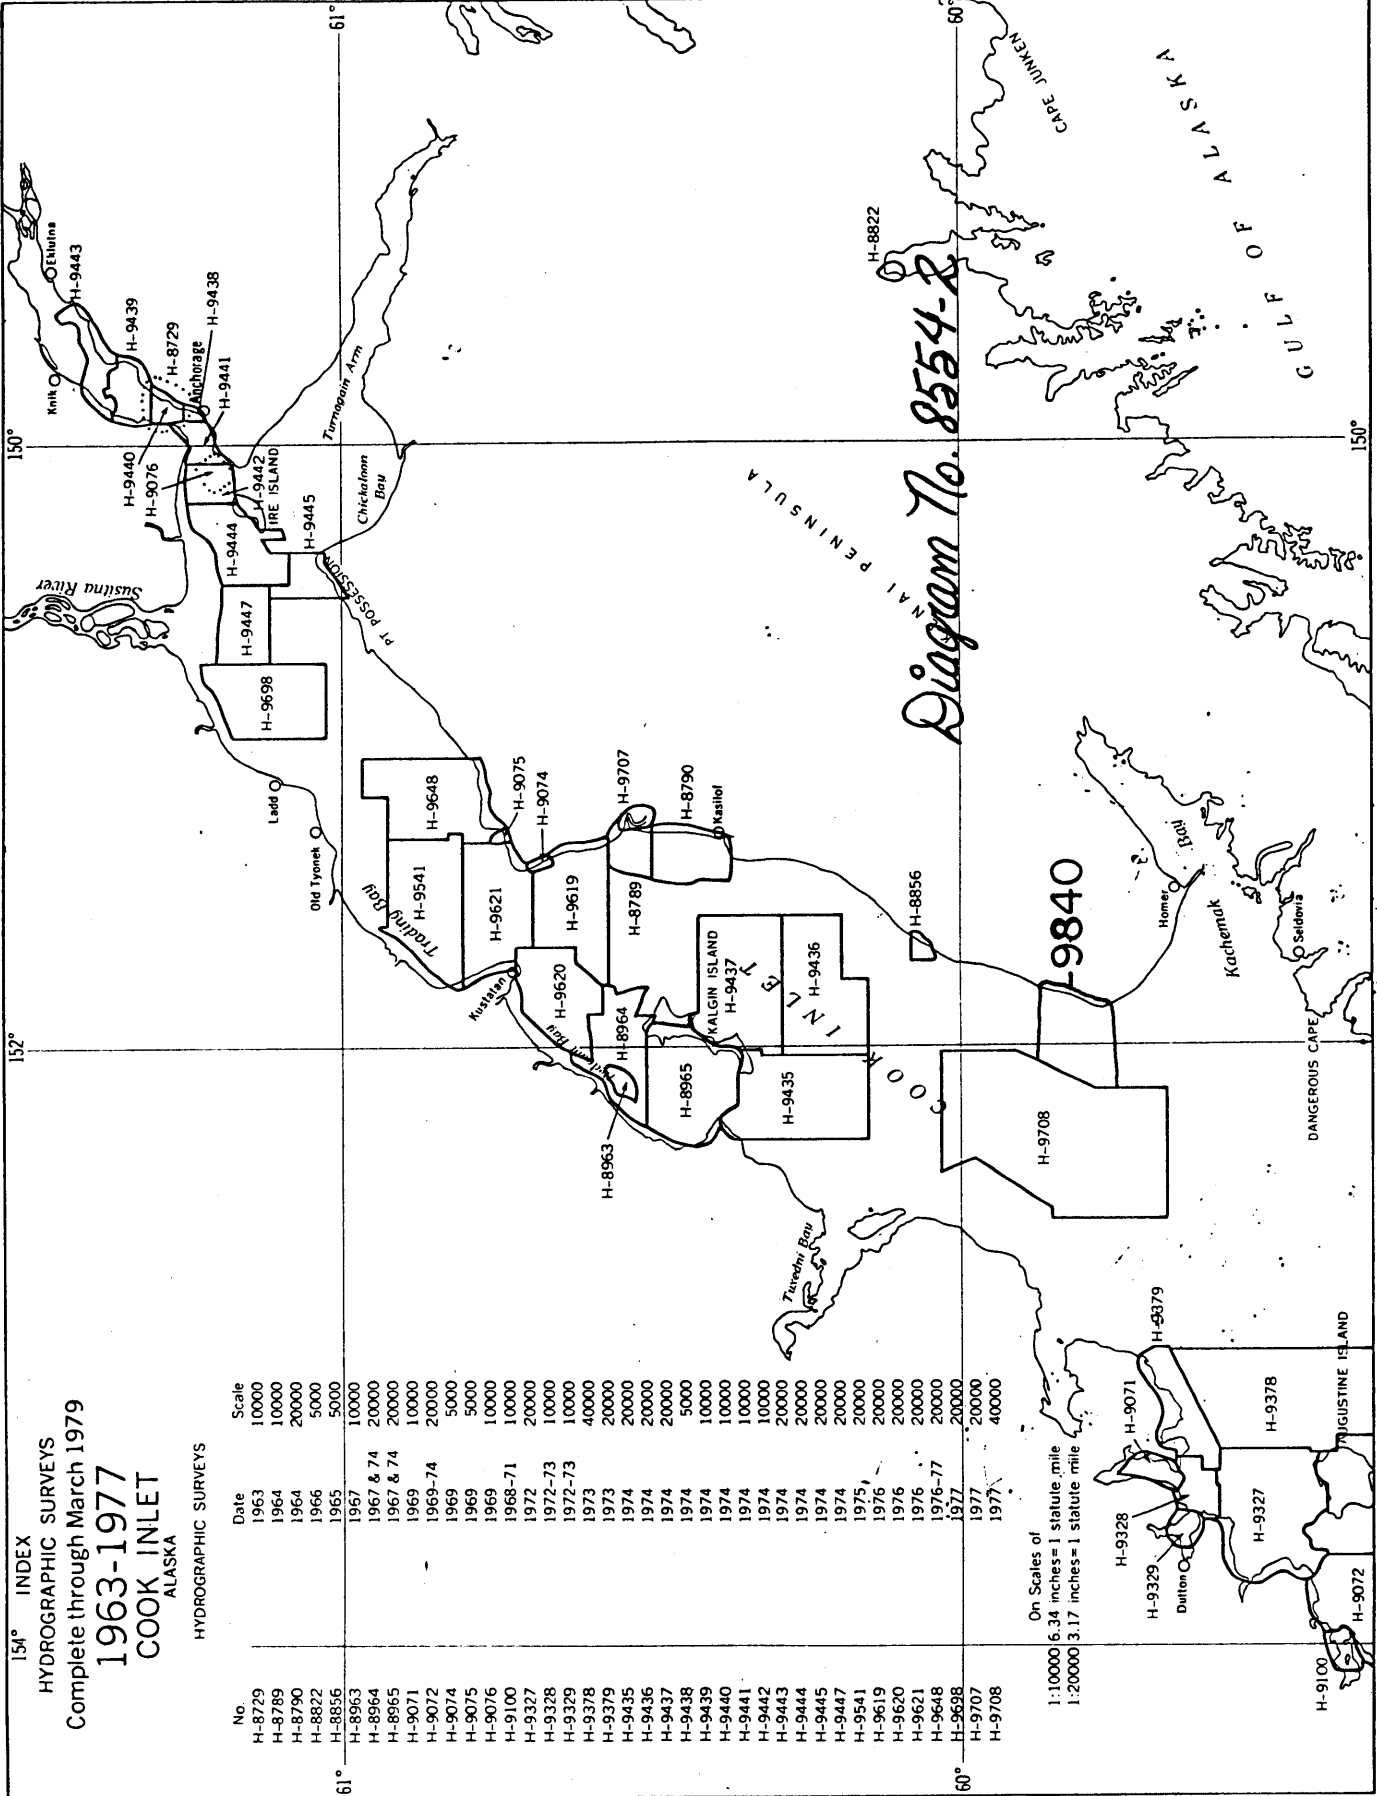 154° INDEX
HYDROGRAPHIC SURVEYS
Complete through March 1979
1963-1977
COOK INLET
ALASKA
HYDROGRAPHIC SURVEYS
No. Date Scale
H-8729 1963 10000
H-8789 1964 10000
H-8790 1964 20000
H-8822 1966 5000
H-8856 1965 5000
H-8963 1967 10000
H-8964 1967 & 74 20000
H-8965 1967 & 74 20000
H-9071 1969 10000
H-9072 1969-74 20000
H-9074 1969 5000
H-9075 1969 5000
H-9076 1969 10000
H-9100 1968-71 10000
H-9327 1972 20000
H-9328 1972-73 10000
H-9329 1972-73 10000
H-9378 1973 40000
H-9379 1973 20000
H-9435 1974 20000
H-9436 1974 20000
H-9437 1974 20000
H-9438 1974 5000
H-9439 1974 10000
H-9440 1974 10000
H-9441 1974 10000
H-9442 1974 10000
H-9443 1974 20000
H-9444 1974 20000
H-9445 1974 20000
H-9447 1974 20000
H-9541 1975 20000
H-9619 1976 20000
H-9620 1976 20000
H-9621 1976 20000
H-9648 1976-77 20000
H-9698 1977 20000
H-9707 1977 20000
H-9708 1977 40000
On Scales of
1:10000 6.34 inches = 1 statute mile
1:20000 3.17 inches = 1 statute mile
152°
150°
61°
61°
60°
60°
150°
Susitna River
Knik
Eklutna
H-9443
H-9439
H-8729
Anchorage
H-9438
H-9441
H-9440
H-9076
H-9442
IRE ISLAND
H-9444
H-9445
H-9447
H-9698
PT POSSESSION
Chickaloon
Bay
Turnagain Arm
Ladd
Old Tyonek
Trading Bay
H-9648
H-9541
H-9621
H-9075
H-9074
H-9619
H-9707
H-8790
Kasilof
H-8789
Kustatan
H-9620
H-8964
H-8963
H-8965
KALGIN ISLAND
H-9437
H-9436
H-9435
COOK INLET
H-8856
H-8822
Diagram No. 8554-2
NAI PENINSULA
CAPE JUNKEN
GULF OF ALASKA
-9840
H-9708
Homer
Kachemak
Bay
Seldovia
DANGEROUS CAPE
Tuxedni Bay
H-9379
H-9071
H-9378
H-9328
H-9329
Dutton
H-9327
AUGUSTINE ISLAND
H-9072
H-9100